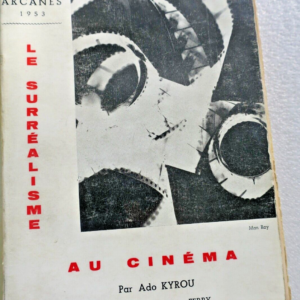 ARCANES
1953
LE SURRÉALISME
Man Ray
AU CINÉMA
Par Ado KYROU